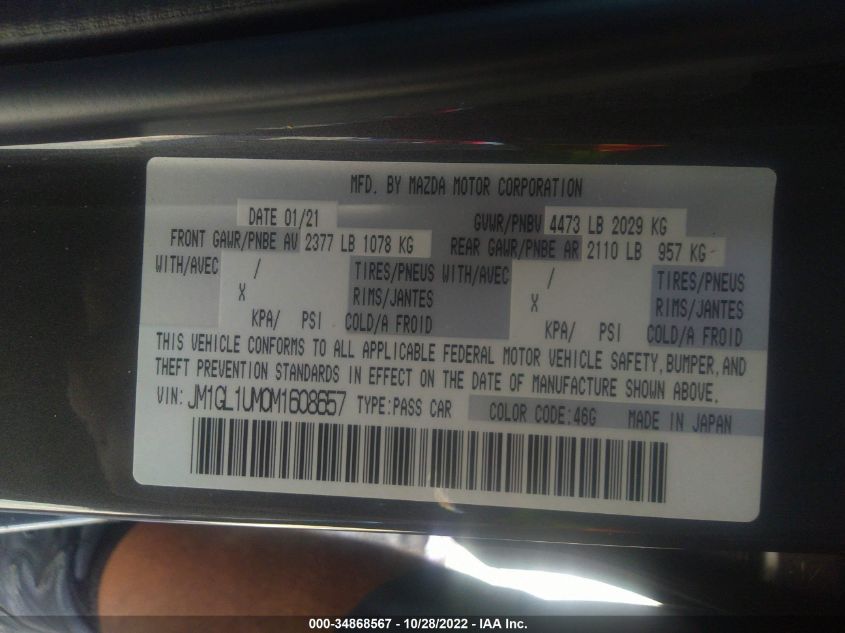 MFD. BY MAZDA MOTOR CORPORATION
DATE 01/21 GVWR/PNBV 4473 LB 2029 KG
FRONT GAWR/PNBE AV 2377 LB 1078 KG REAR GAWR/PNBE AR 2110 LB 957 KG
WITH/AVEC / TIRES/PNEUS WITH/AVEC / TIRES/PNEUS
X RIMS/JANTES X RIMS/JANTES
KPA/ PSI COLD/A FROID KPA/ PSI COLD/A FROID
THIS VEHICLE CONFORMS TO ALL APPLICABLE FEDERAL MOTOR VEHICLE SAFETY, BUMPER, AND
THEFT PREVENTION STANDARDS IN EFFECT ON THE DATE OF MANUFACTURE SHOWN ABOVE.
VIN: JM1GL1UM0M1608657 TYPE: PASS CAR COLOR CODE: 46G MADE IN JAPAN
000-34868567 - 10/28/2022 - IAA Inc.